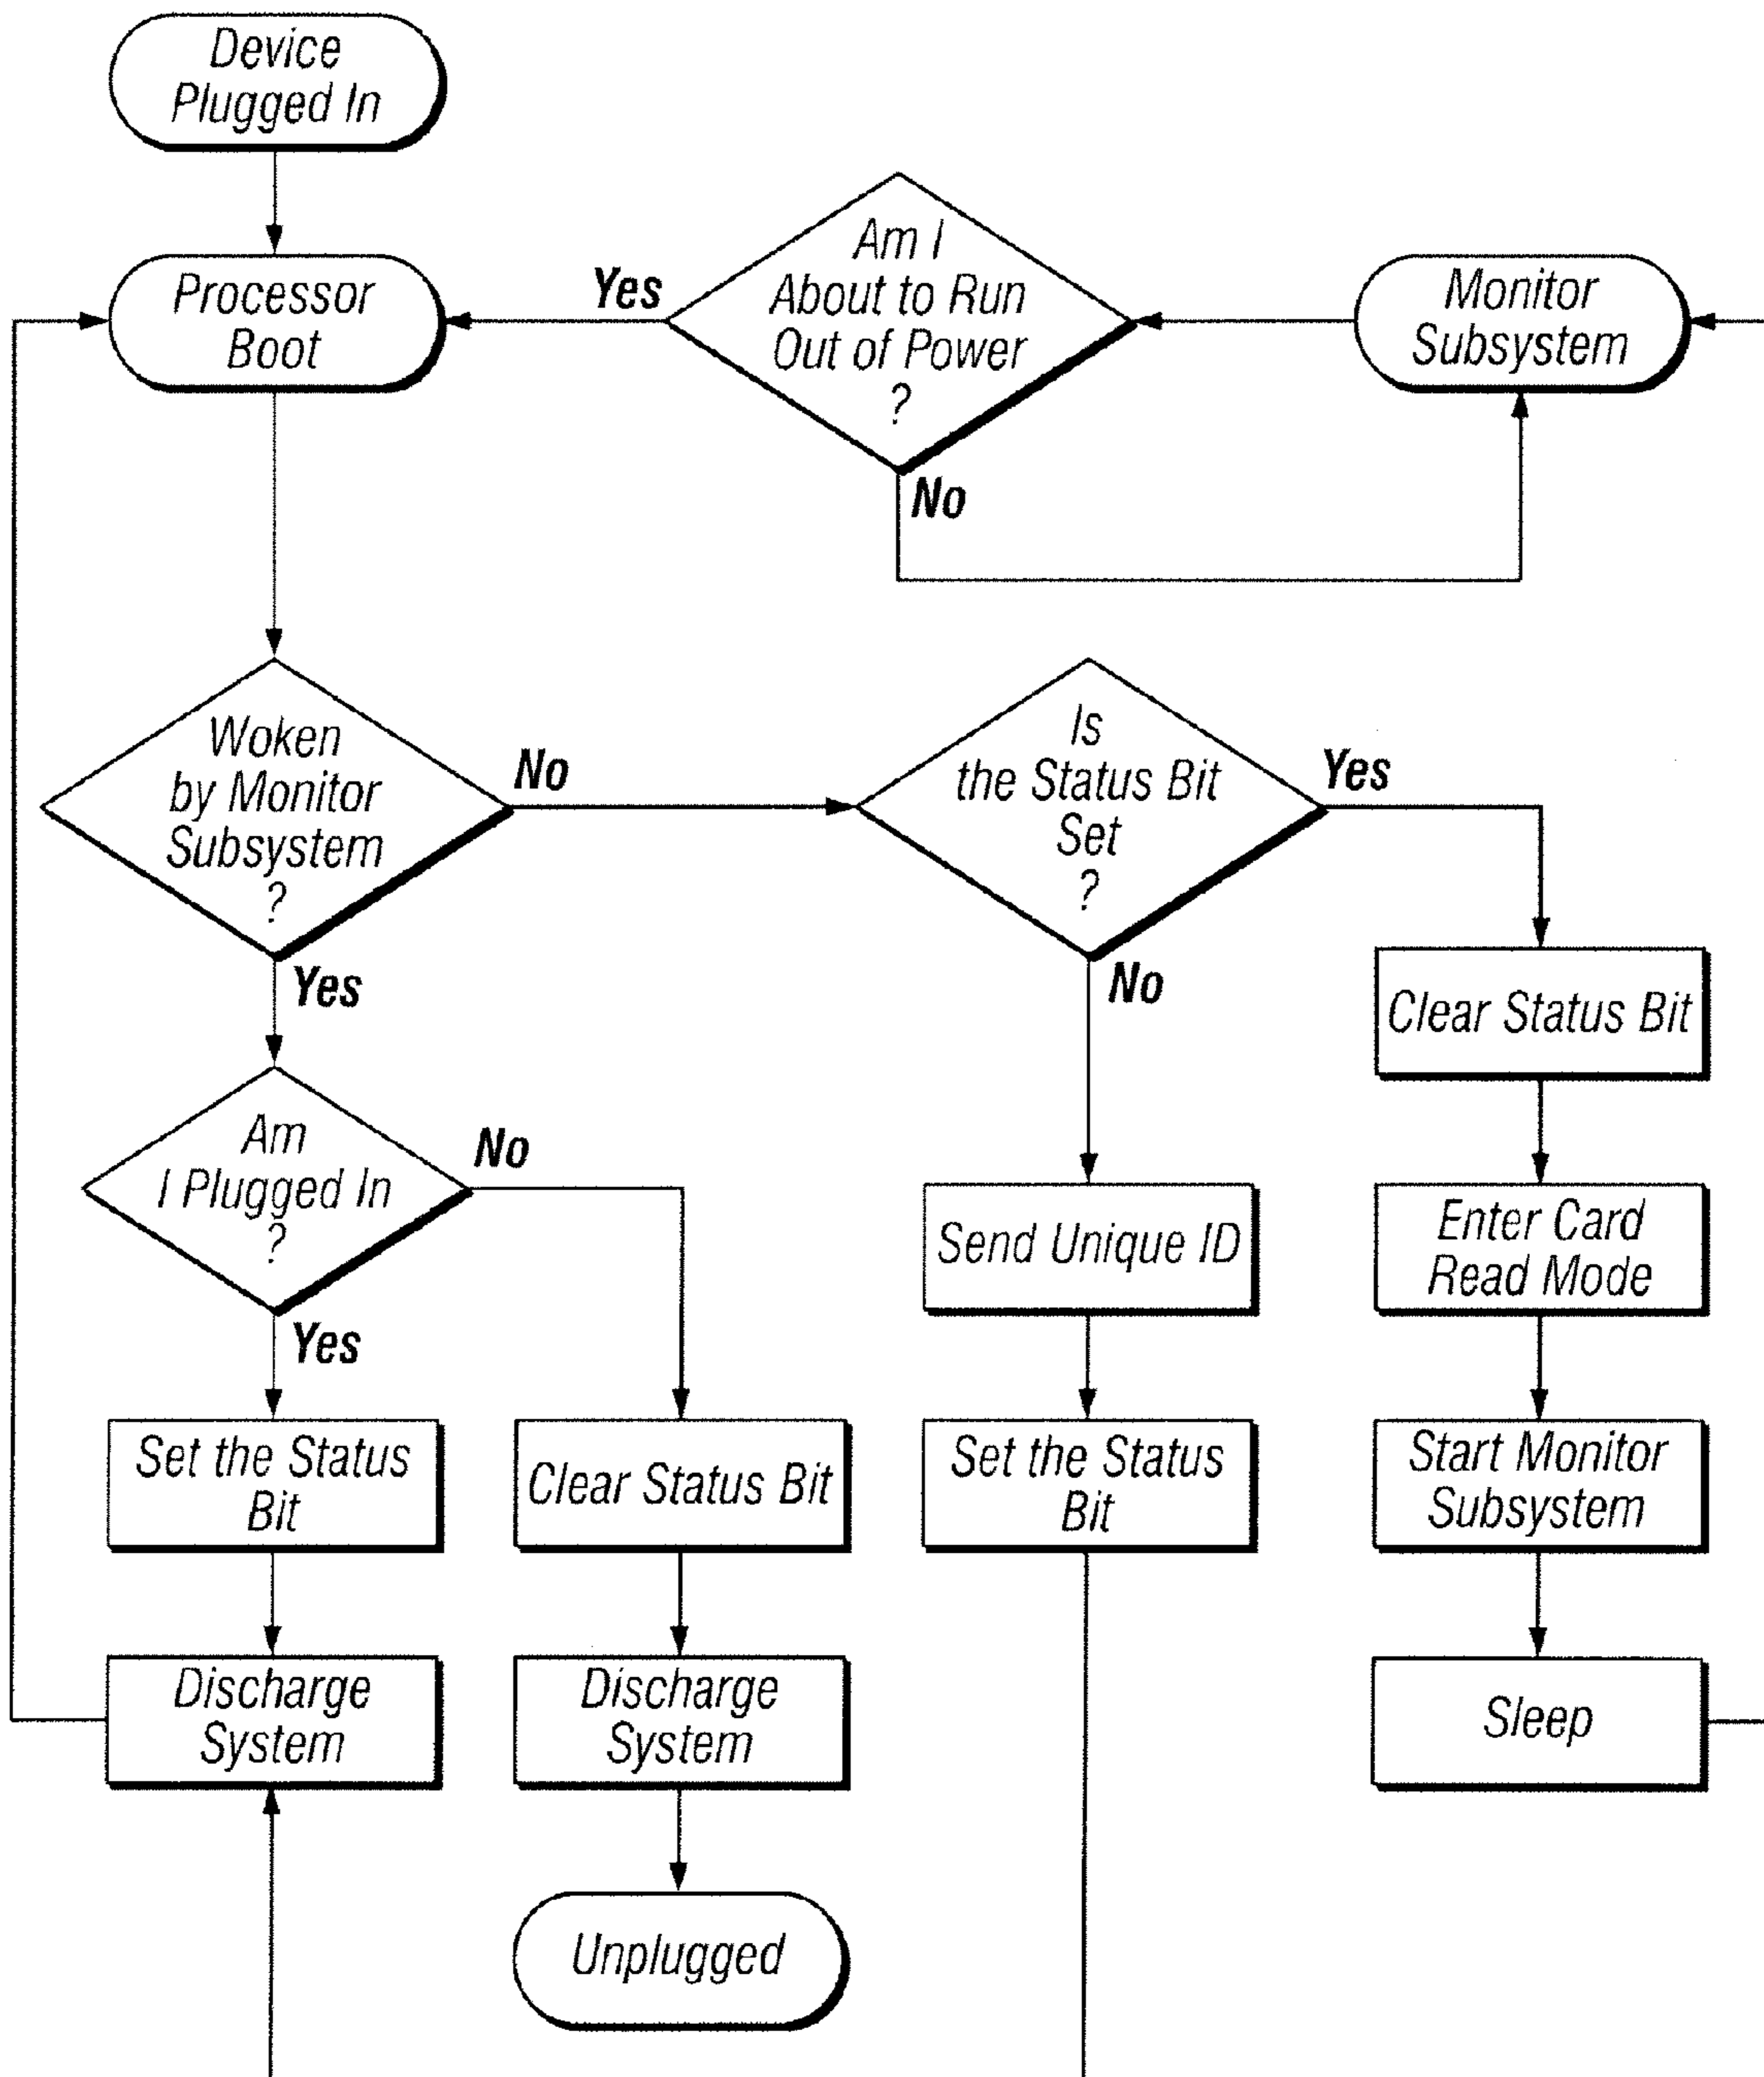 Device
Plugged In
Processor
Boot
Yes
Am I
About to Run
Out of Power
?
No
Monitor
Subsystem
Woken
by Monitor
Subsystem
?
No
Yes
Is
the Status Bit
Set
?
Yes
No
Clear Status Bit
Am
I Plugged In
?
No
Yes
Send Unique ID
Enter Card
Read Mode
Set the Status
Bit
Clear Status Bit
Set the Status
Bit
Start Monitor
Subsystem
Discharge
System
Discharge
System
Sleep
Unplugged